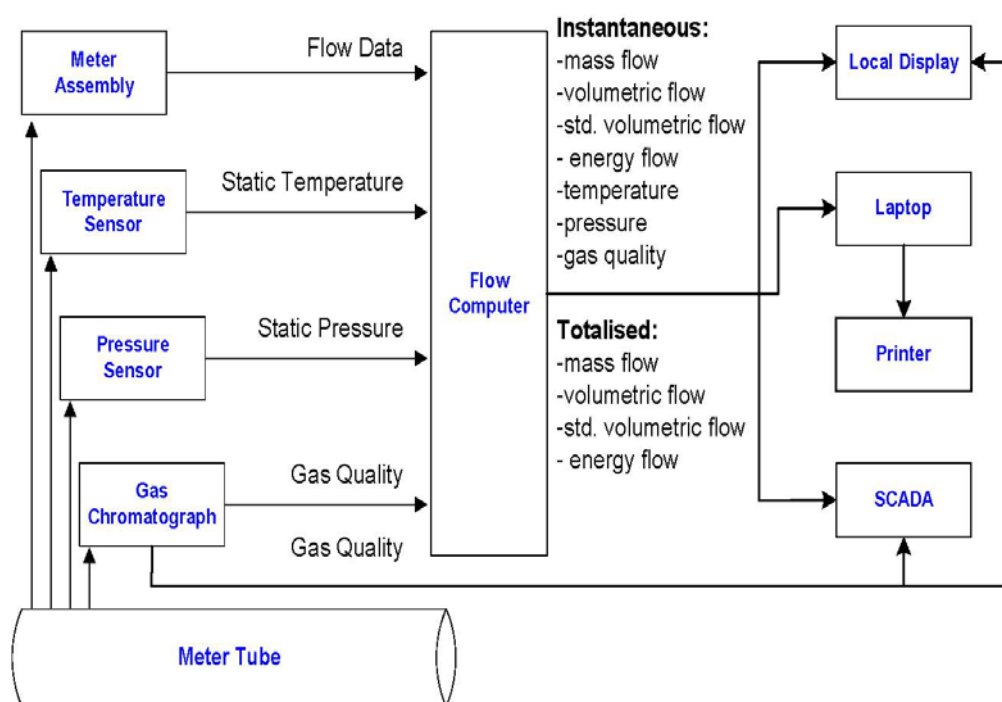 Meter
Assembly
Flow Data
Temperature
Sensor
Static Temperature
Pressure
Sensor
Static Pressure
Gas
Chromatograph
Gas Quality
Gas Quality
Meter Tube
Flow
Computer
Instantaneous:
-mass flow
-volumetric flow
-std. volumetric flow
- energy flow
-temperature
-pressure
-gas quality
Totalised:
-mass flow
-volumetric flow
-std. volumetric flow
- energy flow
Local Display
Laptop
Printer
SCADA